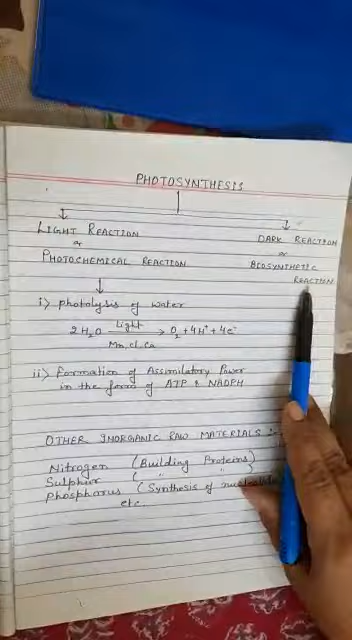 PHOTOSYNTHESIS
LIGHT REACTION
or
PHOTOCHEMICAL REACTION
DARK REACTION
or
BIOSYNTHETIC
REACTION
i) photolysis of water
2H₂O Light → O₂ + 4H⁺ + 4e⁻
Mn, Cl, Ca
ii) Formation of Assimilatory Power
in the form of ATP & NADPH
OTHER INORGANIC RAW MATERIALS :-
Nitrogen (Building Proteins)
Sulphur ( " " )
Phosphorus (Synthesis of
etc.